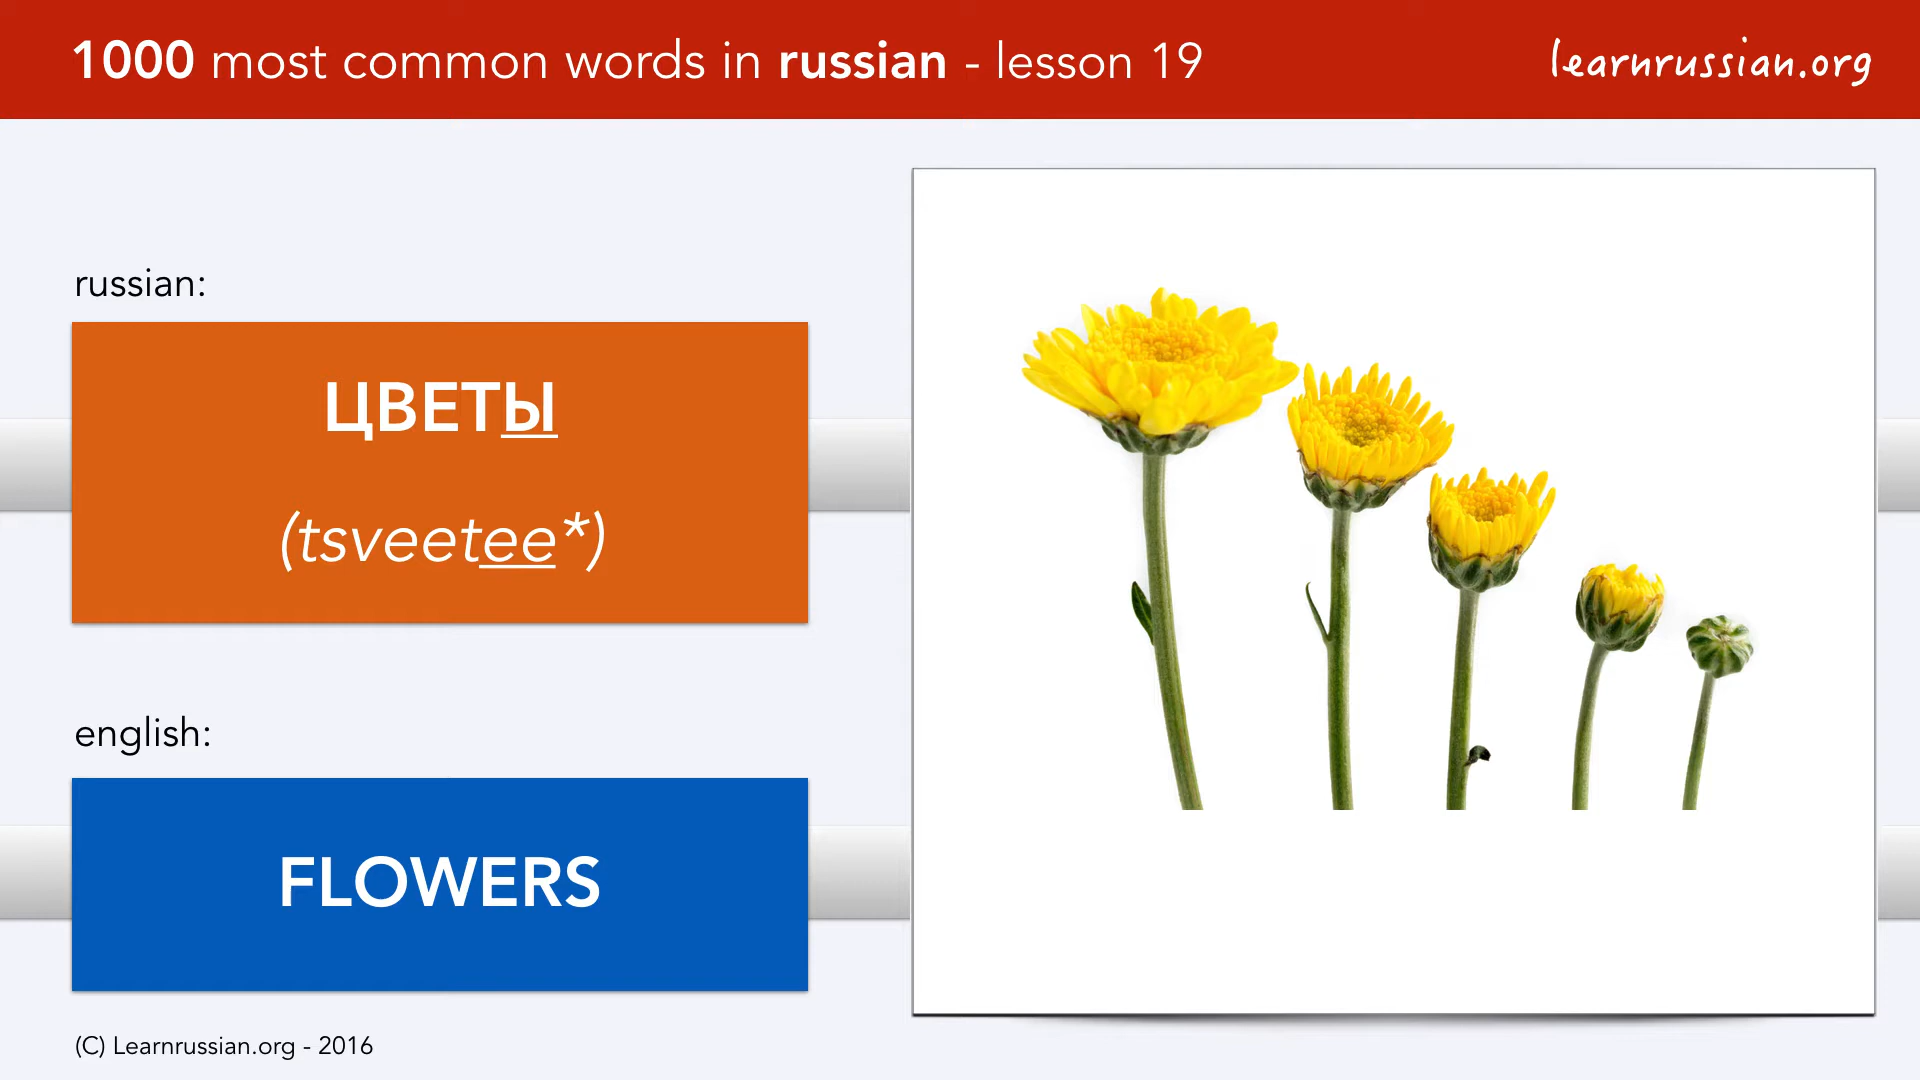 1000 most common words in russian - lesson 19
learnrussian.org
russian:
ЦВЕТЫ
(tsveetee*)
english:
FLOWERS
(C) Learnrussian.org - 2016